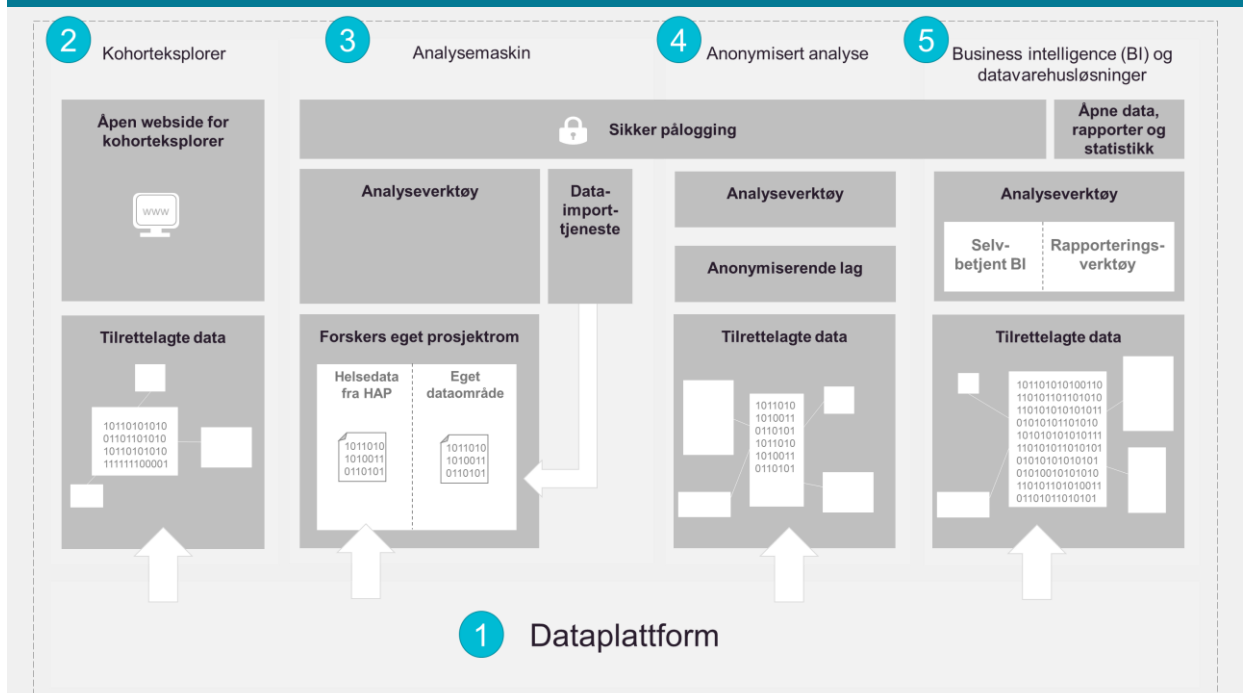 2
Kohorteksplorer
3
Analysemaskin
4
Anonymisert analyse
5
Business intelligence (BI) og
datavarehusløsninger
Åpen webside for
kohorteksplorer
www
Sikker pålogging
Åpne data,
rapporter og
statistikk
Analyseverktøy
Data-
import-
tjeneste
Analyseverktøy
Anonymiserende lag
Analyseverktøy
Selv-
betjent BI
Rapporterings-
verktøy
Tilrettelagte data
10110101010
01101101010
10110101010
111111100001
Forskers eget prosjektrom
Helsedata
fra HAP
1011010
1010011
0110101
Eget
dataområde
1011010
1010011
0110101
Tilrettelagte data
1011010
1010011
0110101
1011010
1010011
0110101
Tilrettelagte data
101101010100110
110101101101010
110101010101011
01010101101010
101010101010111
110101011010101
01010101010101
01010010101010
110101101010011
01101011010101
1
Dataplattform